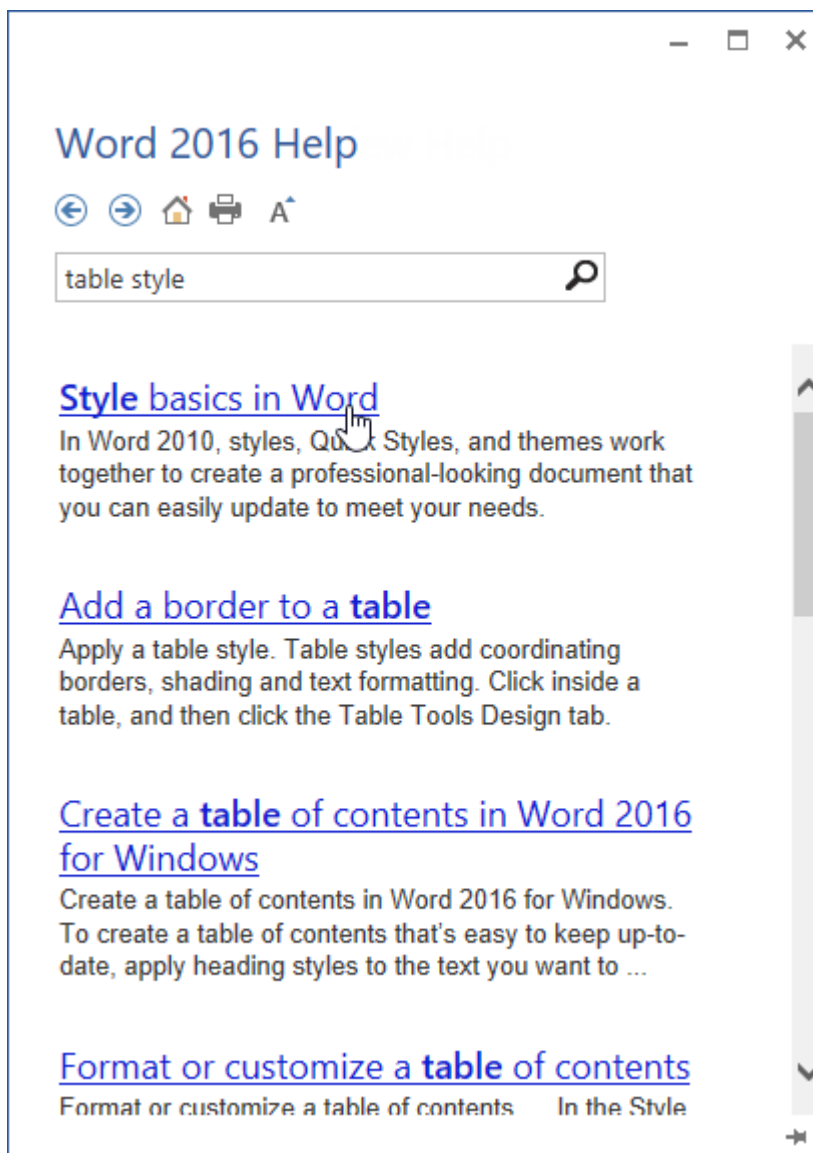 Word 2016 Help
table style
Style basics in Word
In Word 2010, styles, Quick Styles, and themes work
together to create a professional-looking document that
you can easily update to meet your needs.
Add a border to a table
Apply a table style. Table styles add coordinating
borders, shading and text formatting. Click inside a
table, and then click the Table Tools Design tab.
Create a table of contents in Word 2016
for Windows
Create a table of contents in Word 2016 for Windows.
To create a table of contents that's easy to keep up-to-
date, apply heading styles to the text you want to ...
Format or customize a table of contents
Format or customize a table of contents In the Style